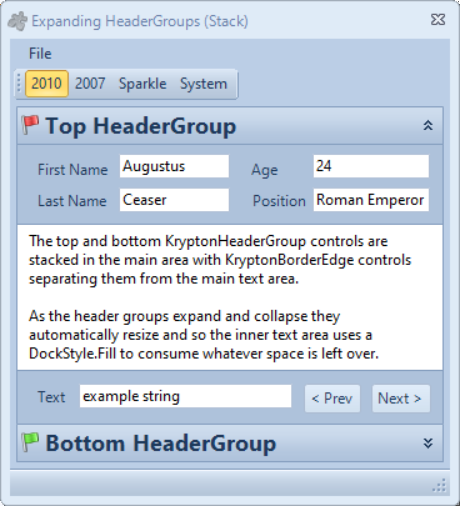 Expanding HeaderGroups (Stack)
File
2010 2007 Sparkle System
Top HeaderGroup
First Name Augustus Age 24
Last Name Ceaser Position Roman Emperor
The top and bottom KryptonHeaderGroup controls are
stacked in the main area with KryptonBorderEdge controls
separating them from the main text area.
As the header groups expand and collapse they
automatically resize and so the inner text area uses a
DockStyle.Fill to consume whatever space is left over.
Text example string < Prev Next >
Bottom HeaderGroup